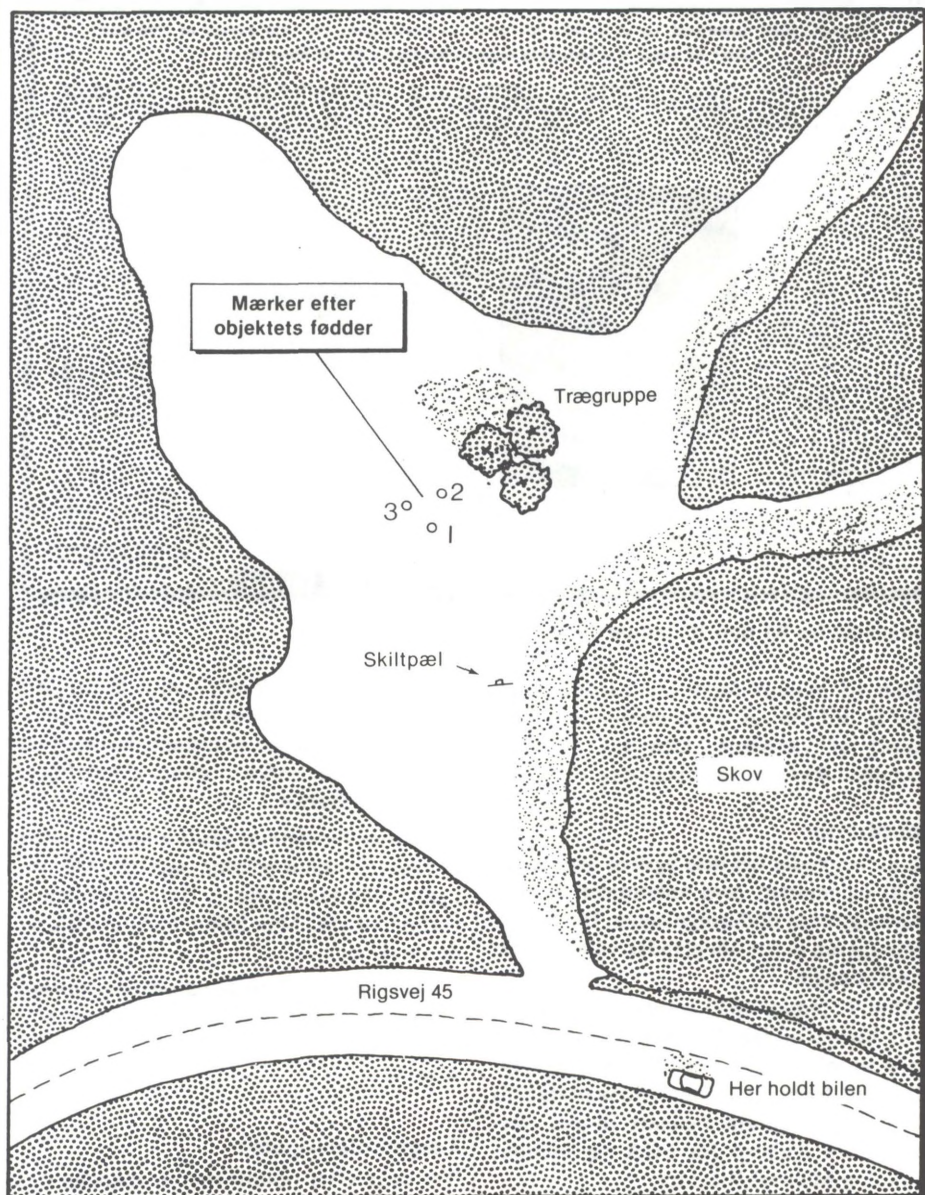 Mærker efter
objektets fødder
Trægruppe
2
3
1
Skiltpæl
Skov
Rigsvej 45
Her holdt bilen